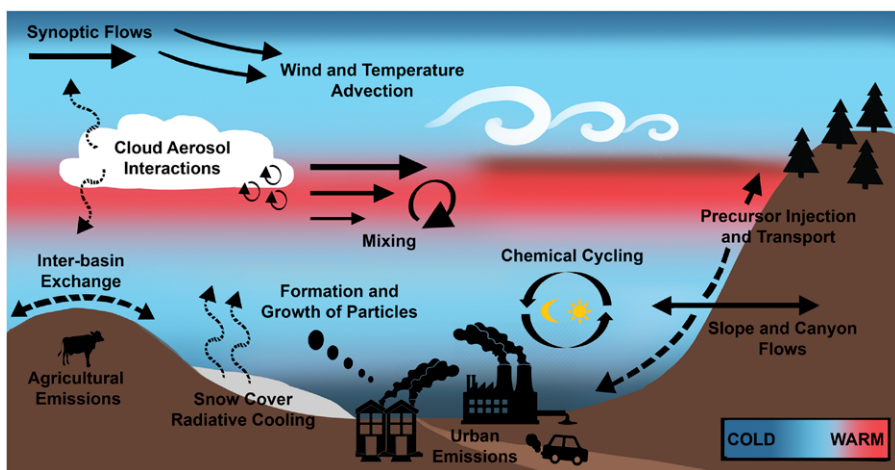 Synoptic Flows
Wind and Temperature
Advection
Cloud Aerosol
Interactions
Mixing
Precursor Injection
and Transport
Inter-basin
Exchange
Formation and
Growth of Particles
Chemical Cycling
Slope and Canyon
Flows
Agricultural
Emissions
Snow Cover
Radiative Cooling
Urban
Emissions
COLD
WARM